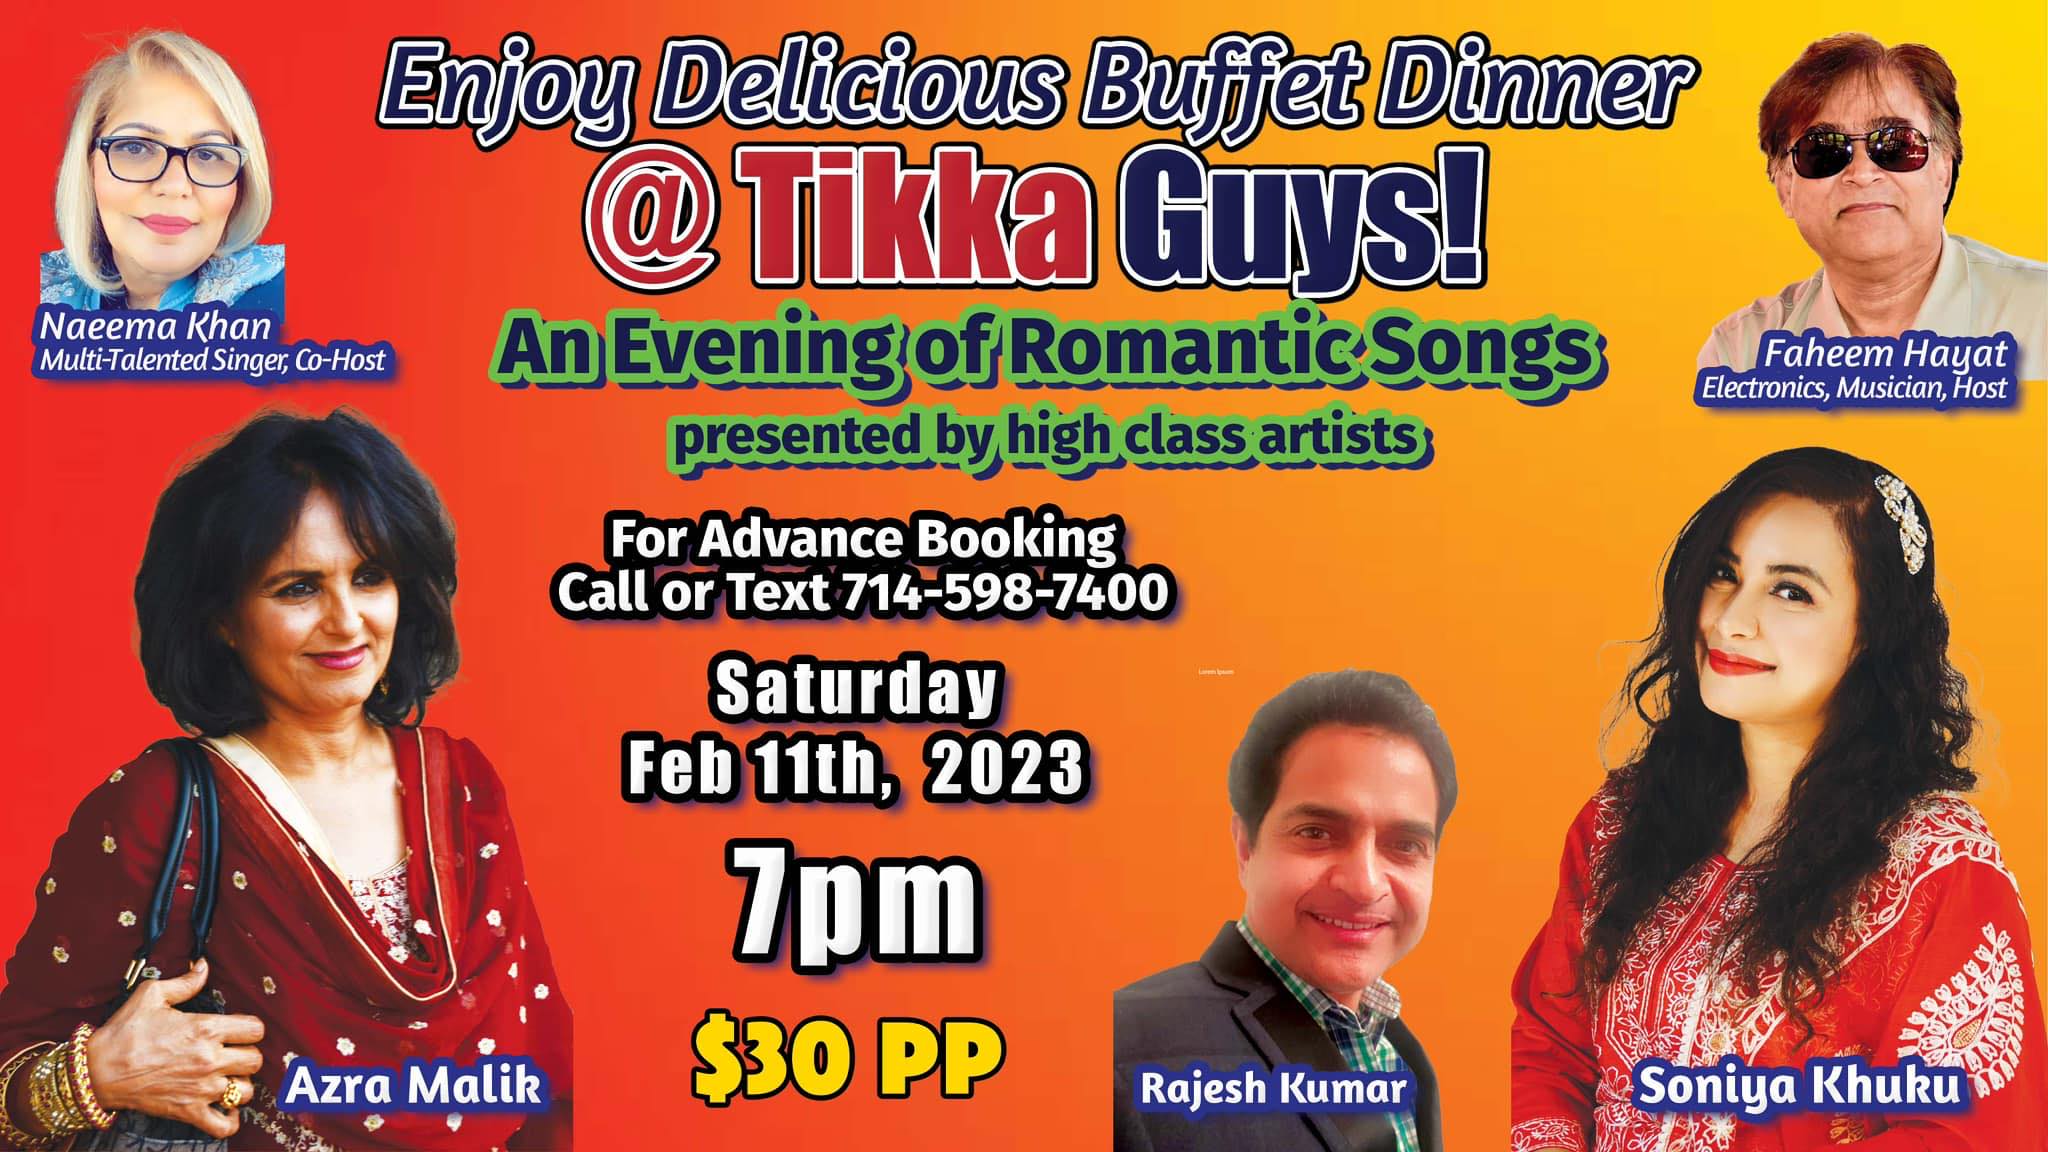 Enjoy Delicious Buffet Dinner
@ Tikka Guys!
An Evening of Romantic Songs
presented by high class artists
Naeema Khan
Multi-Talented Singer, Co-Host
Faheem Hayat
Electronics, Musician, Host
For Advance Booking
Call or Text 714-598-7400
Saturday
Feb 11th, 2023
7pm
$30 PP
Lorem Ipsum
Azra Malik
Rajesh Kumar
Soniya Khuku